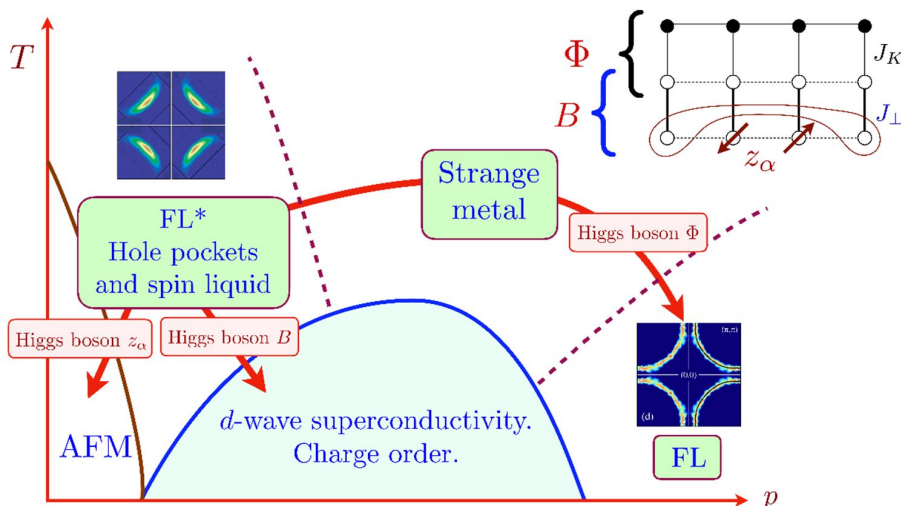 T
Φ
B
J_K
J_⊥
z_α
Strange
metal
FL*
Hole pockets
and spin liquid
Higgs boson Φ
Higgs boson z_α
Higgs boson B
(π,π)
(0,0)
(d)
AFM
d-wave superconductivity.
Charge order.
FL
p